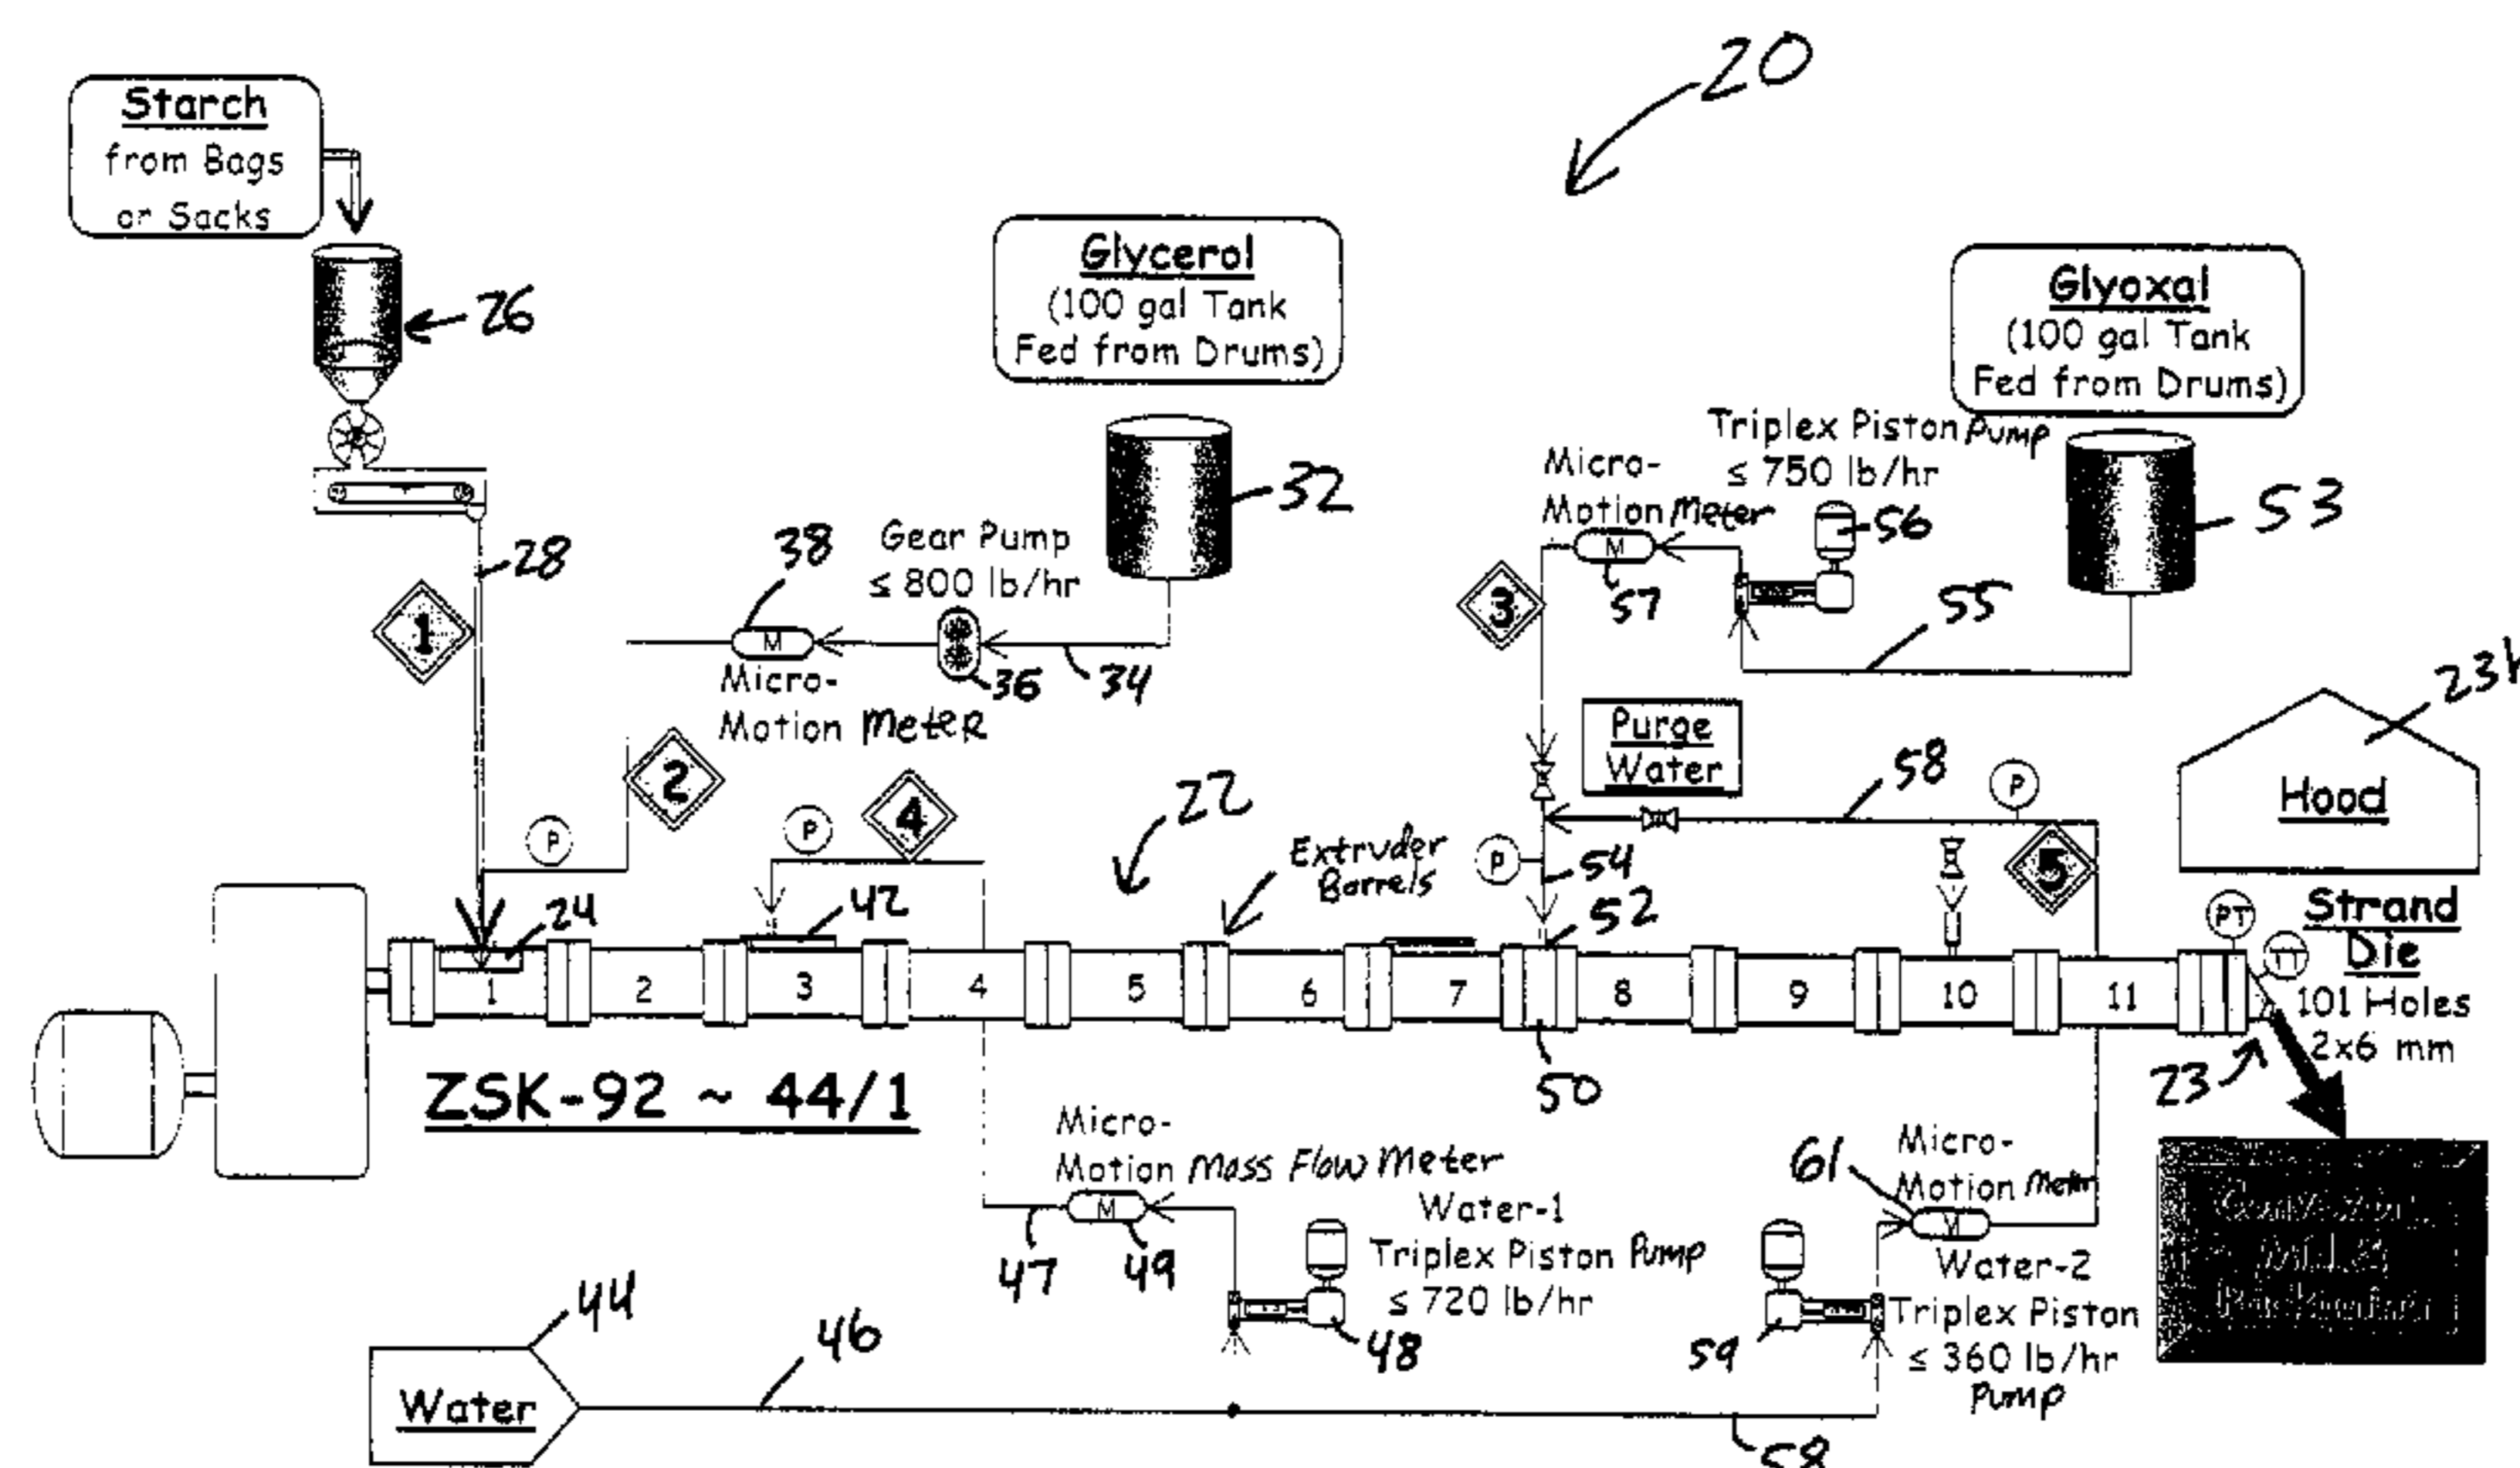 20
Starch
from Bags
or Sacks
26
28
1
Glycerol
(100 gal Tank
Fed from Drums)
32
Gear Pump
≤ 800 lb/hr
38
M
36
34
Micro-
Motion Meter
2
P
Glyoxal
(100 gal Tank
Fed from Drums)
53
Triplex Piston Pump
≤ 750 lb/hr
Micro-
Motion Meter
56
M
57
55
3
Purge
Water
58
P
5
Hood
P
4
22
Extruder
Barrels
P
54
52
24
42
PT
TT
Strand
Die
101 Holes
2x6 mm
23
1
2
3
4
5
6
7
8
9
10
11
50
ZSK-92 ~ 44/1
Micro-
Motion Mass Flow Meter
M
47
49
Water-1
Triplex Piston Pump
≤ 720 lb/hr
48
61
Micro-
Motion Meter
M
Water-2
Triplex Piston
≤ 360 lb/hr
Pump
59
44
46
Water
58